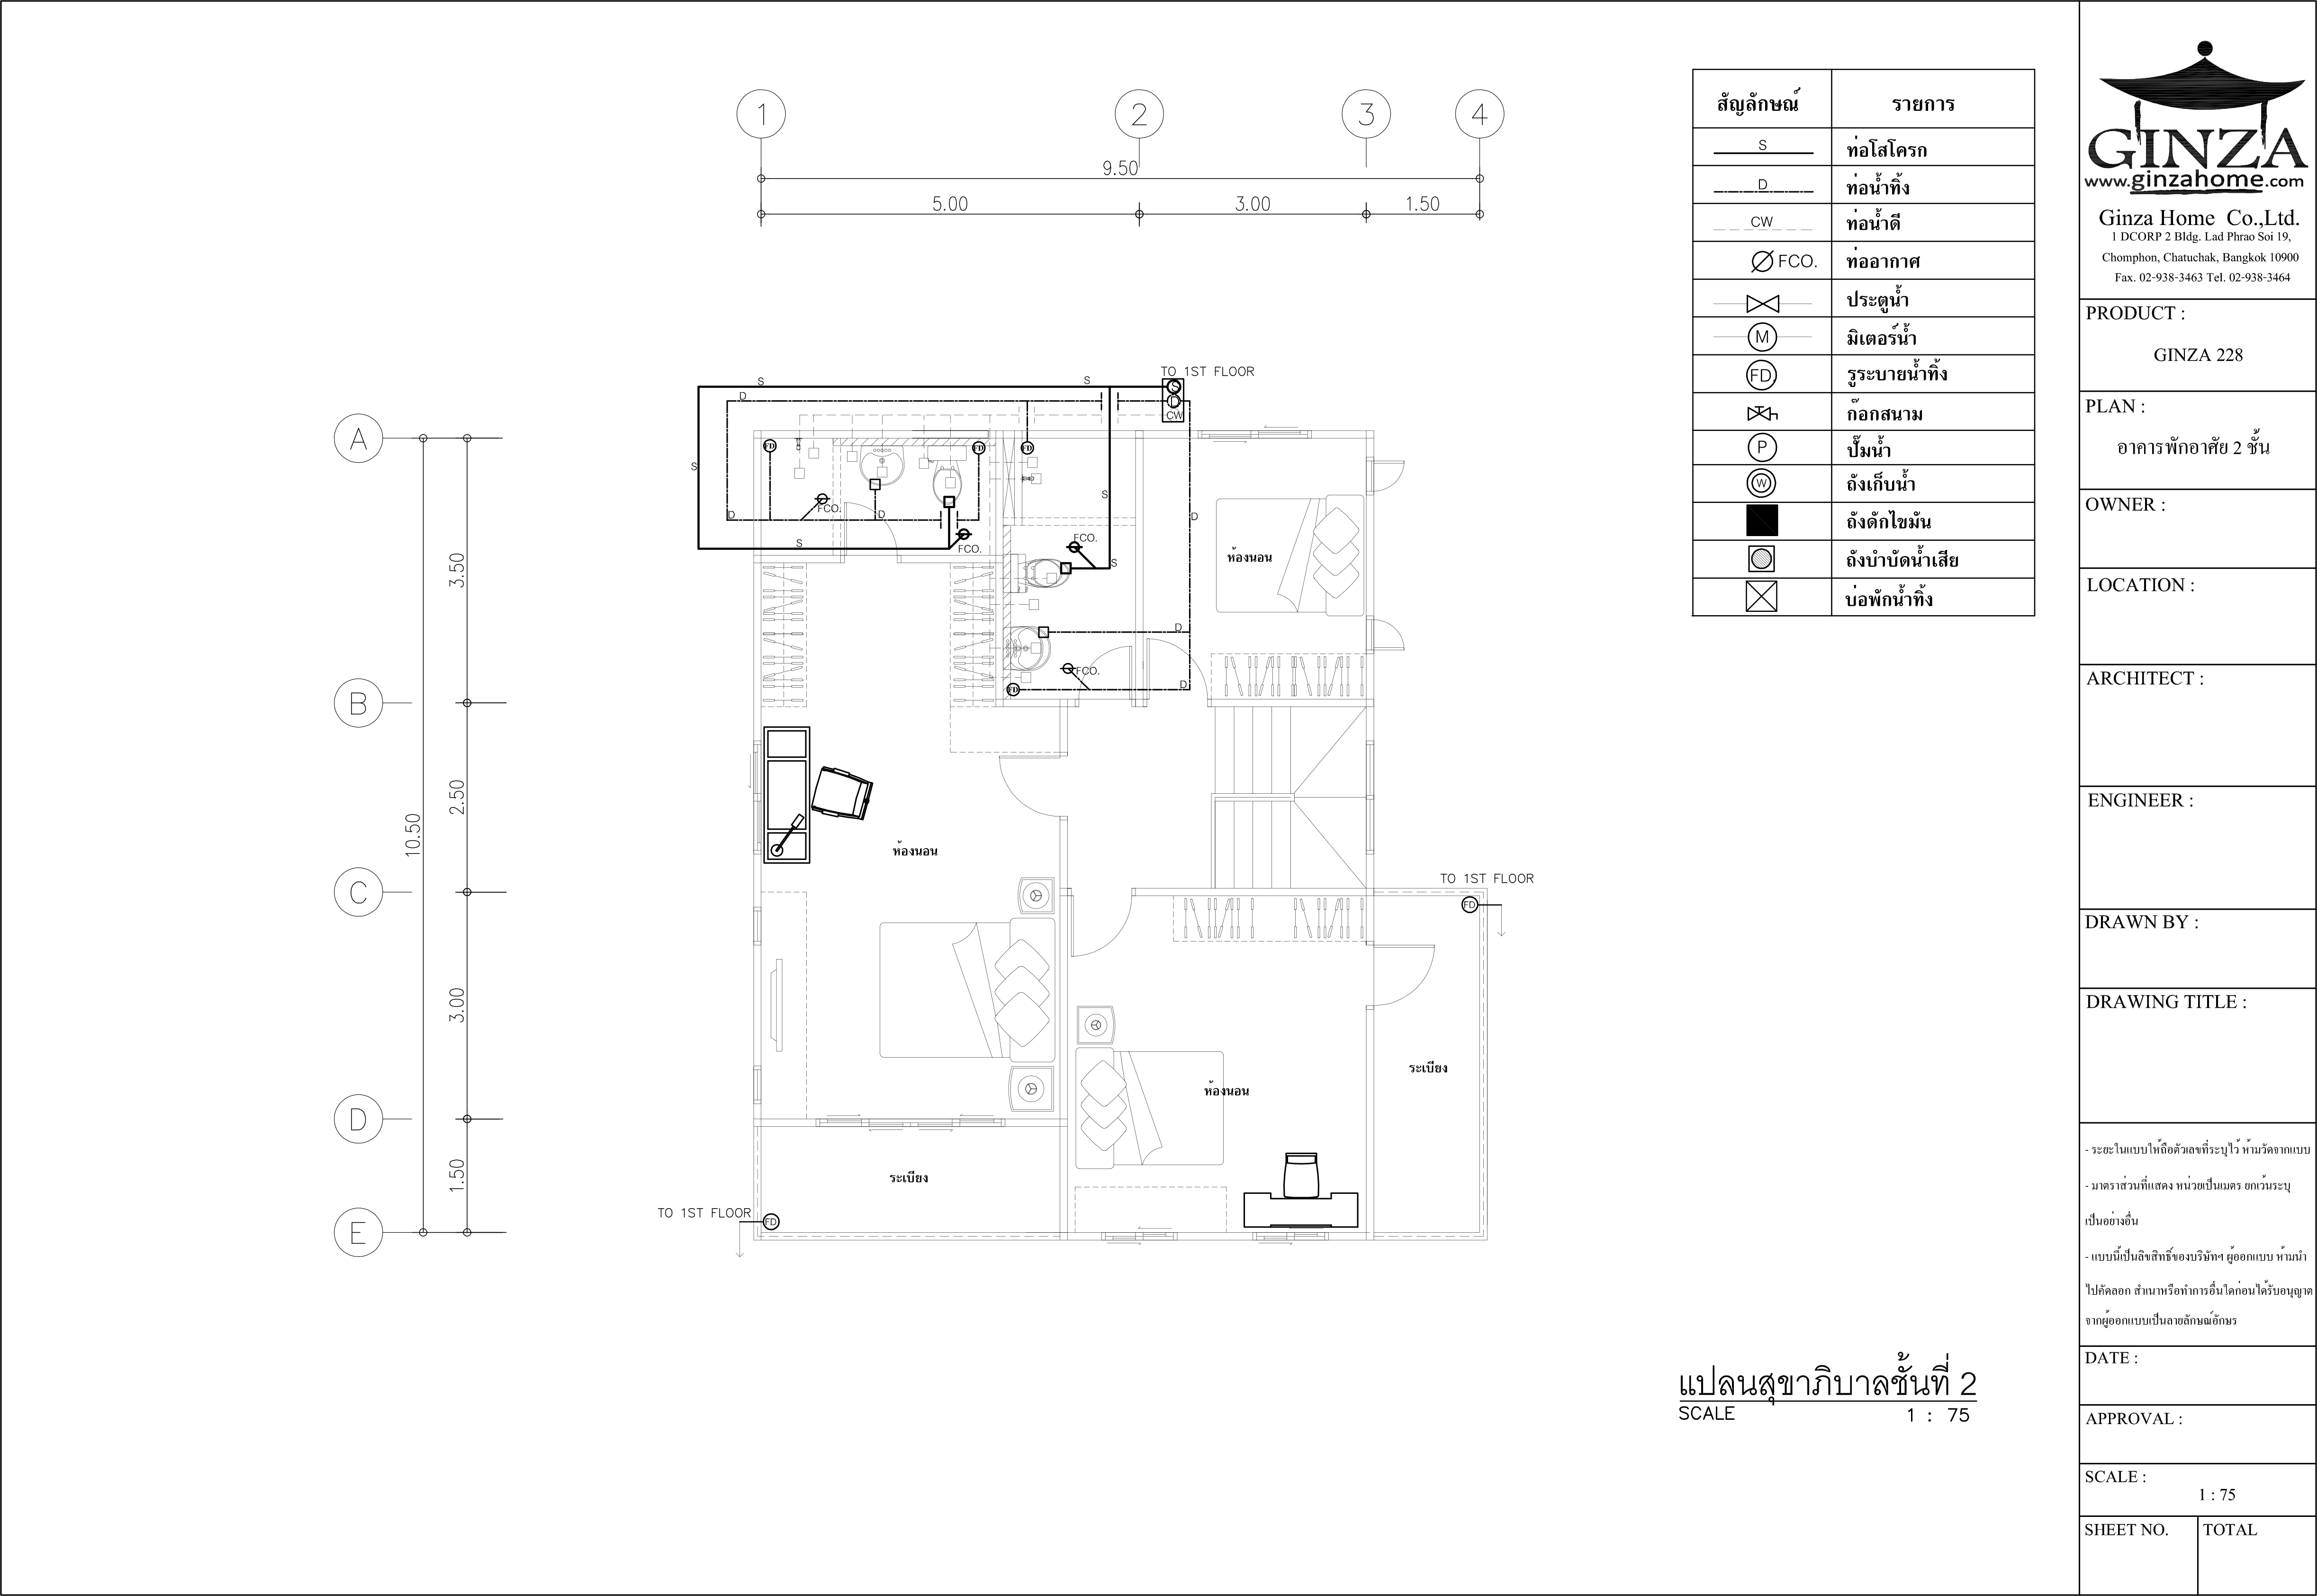 1
2
3
4
9.50
5.00
3.00
1.50
TO 1ST FLOOR
S
S
S
D
D
CW
S
FD
FD
FD
FCO.
D
D
D
S
FCO.
FCO.
S
S
D
ห้องนอน
D
FCO.
D
FD
A
B
C
D
E
3.50
2.50
10.50
3.00
1.50
ห้องนอน
TO 1ST FLOOR
FD
ระเบียง
ห้องนอน
ระเบียง
TO 1ST FLOOR
FD
สัญลักษณ์ รายการ
S ท่อโสโครก
D ท่อน้ำทิ้ง
CW ท่อน้ำดี
FCO. ท่ออากาศ
ประตูน้ำ
M มิเตอร์น้ำ
FD. รูระบายน้ำทิ้ง
ก๊อกสนาม
P ปั๊มน้ำ
W ถังเก็บน้ำ
ถังดักไขมัน
ถังบำบัดน้ำเสีย
บ่อพักน้ำทิ้ง
แปลนสุขาภิบาลชั้นที่ 2
SCALE 1 : 75
GINZA
www.ginzahome.com
Ginza Home Co.,Ltd.
1 DCORP 2 Bldg. Lad Phrao Soi 19,
Chomphon, Chatuchak, Bangkok 10900
Fax. 02-938-3463 Tel. 02-938-3464
PRODUCT :
GINZA 228
PLAN :
อาคารพักอาศัย 2 ชั้น
OWNER :
LOCATION :
ARCHITECT :
ENGINEER :
DRAWN BY :
DRAWING TITLE :
- ระยะในแบบให้ถือตัวเลขที่ระบุไว้ ห้ามวัดจากแบบ
- มาตราส่วนที่แสดง หน่วยเป็นเมตร ยกเว้นระบุ
เป็นอย่างอื่น
- แบบนี้เป็นลิขสิทธิ์ของบริษัทฯ ผู้ออกแบบ ห้ามนำ
ไปคัดลอก สำเนาหรือทำการอื่นใดก่อนได้รับอนุญาต
จากผู้ออกแบบเป็นลายลักษณ์อักษร
DATE :
APPROVAL :
SCALE :
1 : 75
SHEET NO. TOTAL